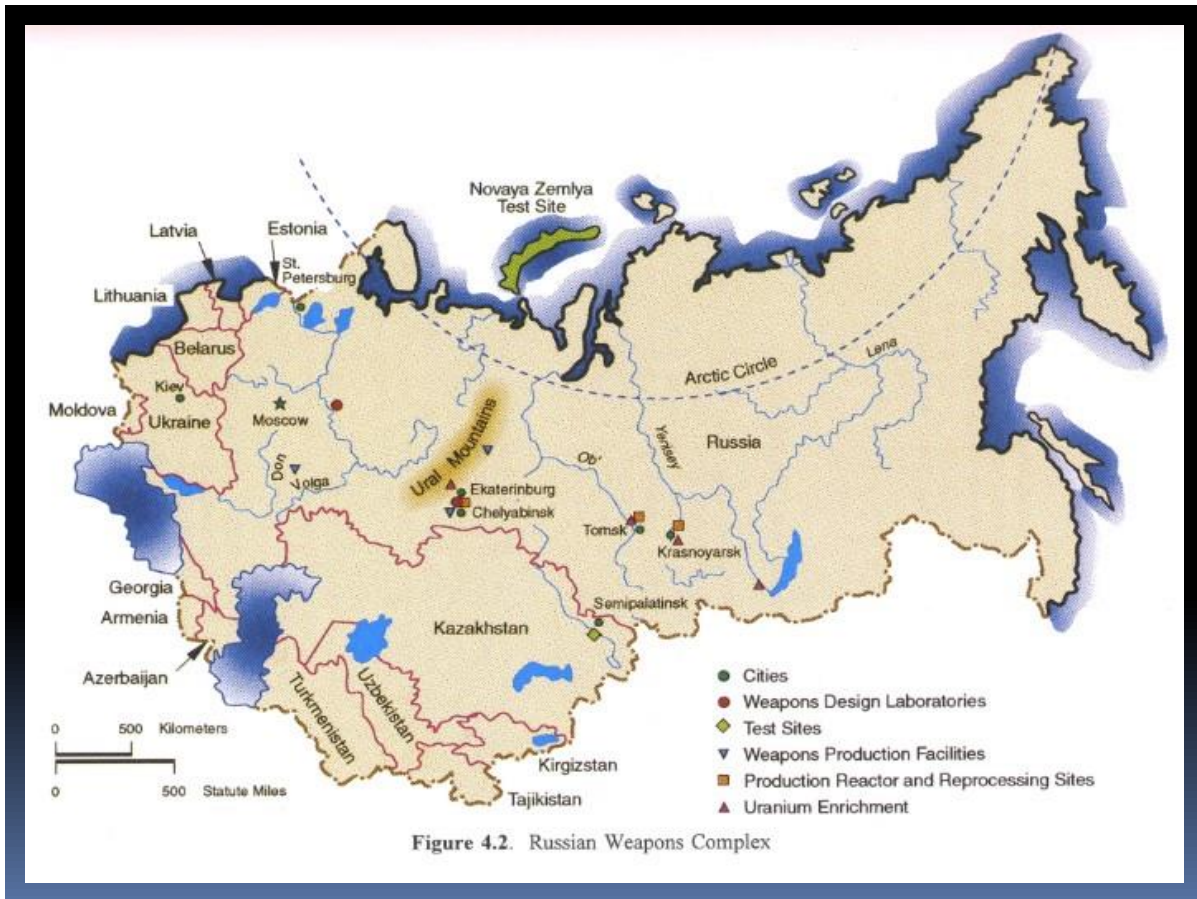 Novaya Zemlya
Test Site
Latvia
Estonia
St.
Petersburg
Lithuania
Belarus
Kiev
Moldova
Ukraine
Moscow
Don
Volga
Ural Mountains
Ekaterinburg
Chelyabinsk
Ob'
Tomsk
Yenisey
Krasnoyarsk
Arctic Circle
Lena
Russia
Georgia
Armenia
Azerbaijan
Semipalatinsk
Kazakhstan
Turkmenistan
Uzbekistan
Kirgizstan
Tajikistan
0 500 Kilometers
0 500 Statute Miles
Cities
Weapons Design Laboratories
Test Sites
Weapons Production Facilities
Production Reactor and Reprocessing Sites
Uranium Enrichment
Figure 4.2. Russian Weapons Complex